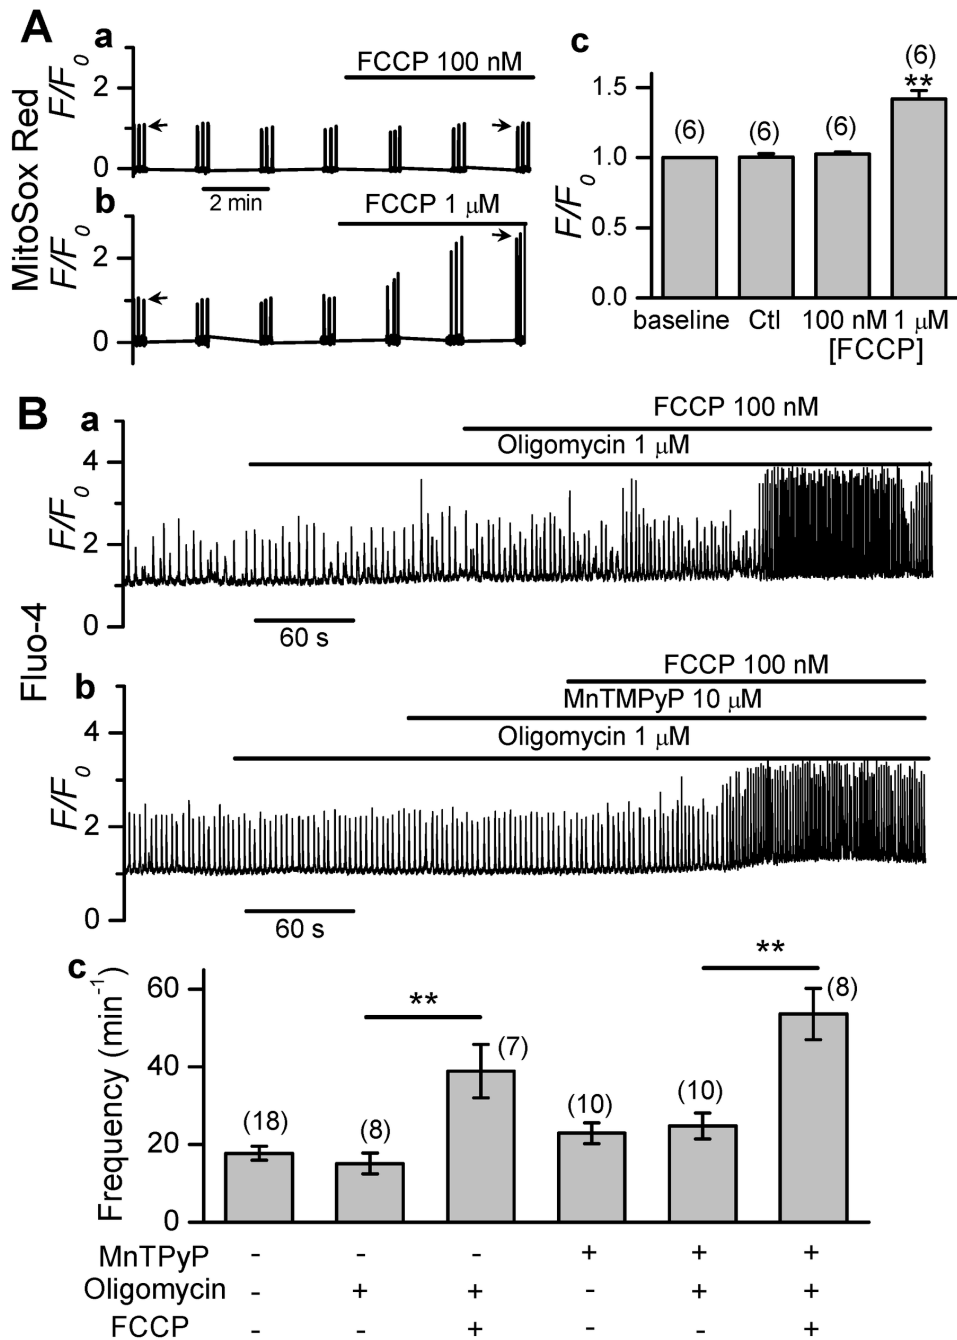 A
a
FCCP 100 nM
MitoSox Red
F/F0
2
0
2 min
b
FCCP 1 µM
F/F0
2
0
c
F/F0
1.5
1.0
0.5
0.0
(6)
(6)
(6)
(6)
**
baseline Ctl 100 nM 1 µM
[FCCP]
B
Fluo-4
a
FCCP 100 nM
Oligomycin 1 µM
F/F0
4
2
0
60 s
b
FCCP 100 nM
MnTMPyP 10 µM
Oligomycin 1 µM
F/F0
4
2
0
60 s
c
Frequency (min-1)
60
40
20
0
(18)
(8)
**
(7)
(10)
(10)
**
(8)
MnTPyP - - - + + +
Oligomycin - + + - + +
FCCP - - + - - +